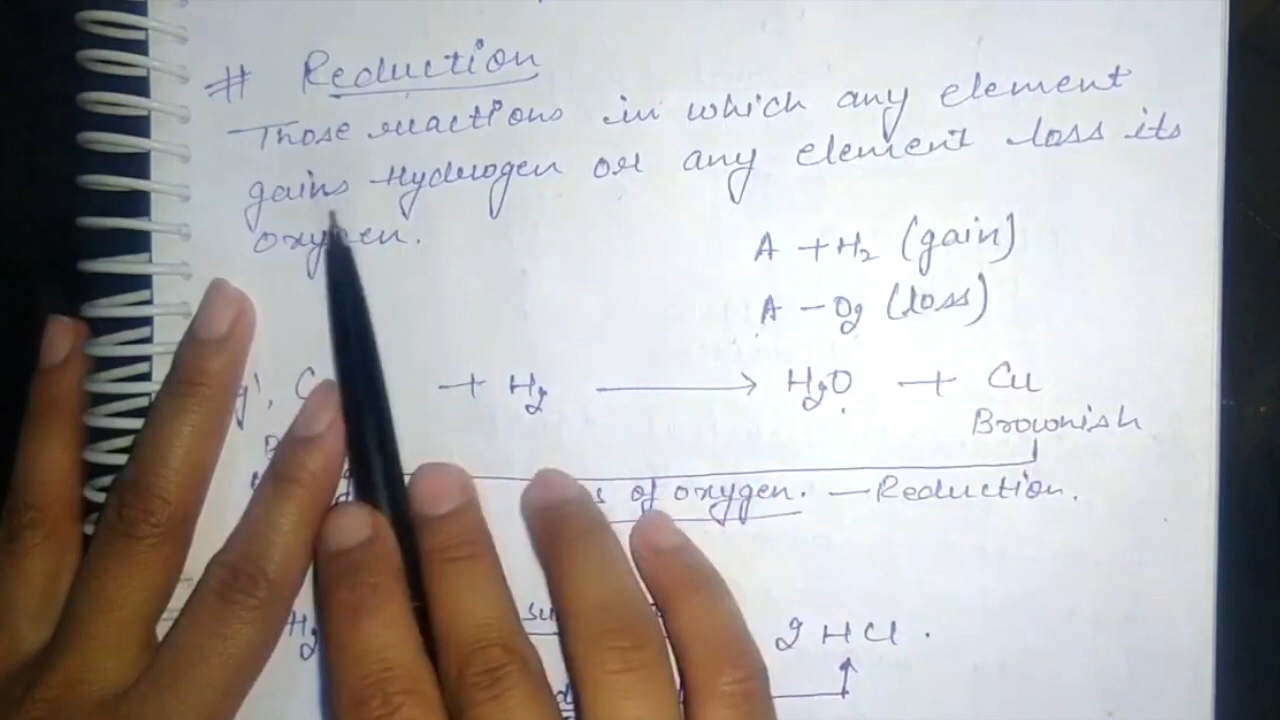 # Reduction
Those reactions in which any element
gains Hydrogen or any element loss its
oxygen.
A + H₂ (gain)
A − O₂ (loss)
+ H₂ ⟶ H₂O + Cu
Brownish
of oxygen. — Reduction.
H₂
2 HCl.